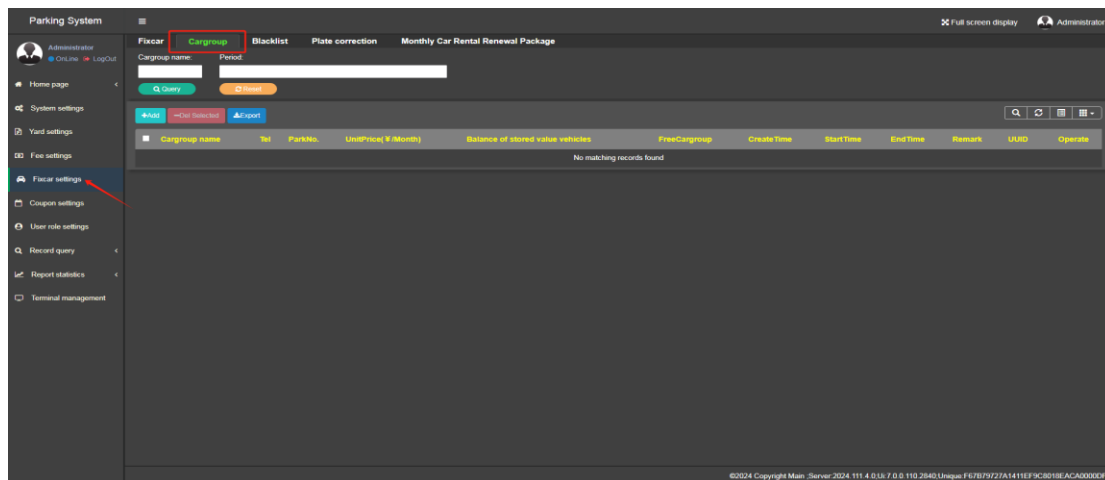 Parking System
Full screen display Administrator
Administrator
OnLine LogOut
Fixcar Cargroup Blacklist Plate correction Monthly Car Rental Renewal Package
Cargroup name: Period:
Query Reset
Home page
System settings
Yard settings
Fee settings
Fixcar settings
Coupon settings
User role settings
Record query
Report statistics
Terminal management
+Add −Del Selected Export
Cargroup name Tel ParkNo. UnitPrice(¥/Month) Balance of stored value vehicles FreeCargroup CreateTime StartTime EndTime Remark UUID Operate
No matching records found
©2024 Copyright Main :Server:2024.111.4.0;Ui:7.0.0.110.2840;Unique:F67B79727A1411EF9C8018EACA0000DF